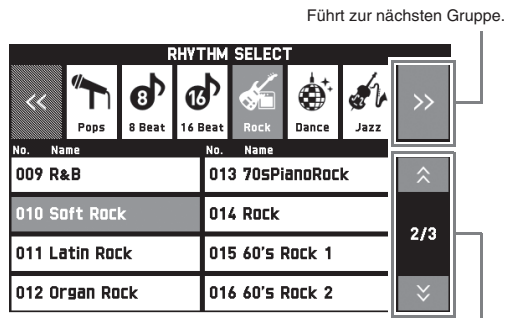 Führt zur nächsten Gruppe.
RHYTHM SELECT
<< Pops 8 8 Beat 16 16 Beat Rock Dance Jazz >>
No. Name No. Name
009 R&B 013 70sPianoRock
010 Soft Rock 014 Rock
2/3
011 Latin Rock 015 60's Rock 1
012 Organ Rock 016 60's Rock 2